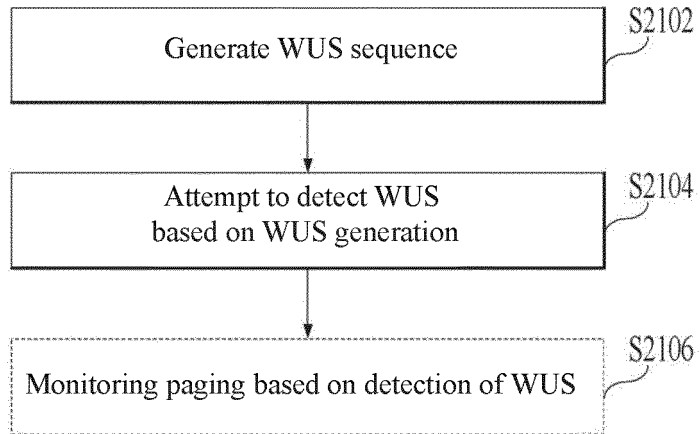 S2102
Generate WUS sequence
S2104
Attempt to detect WUS
based on WUS generation
S2106
Monitoring paging based on detection of WUS